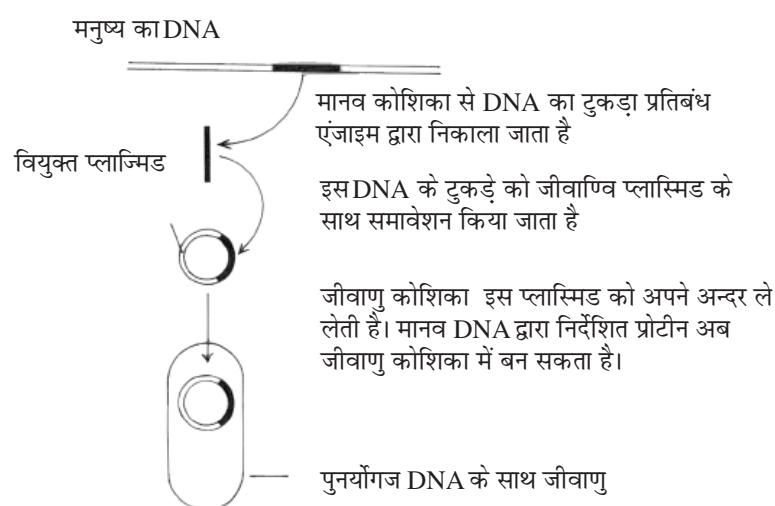 मनुष्य का DNA
मानव कोशिका से DNA का टुकड़ा प्रतिबंध
एंजाइम द्वारा निकाला जाता है
वियुक्त प्लाज्मिड
इस DNA के टुकड़े को जीवाण्वि प्लास्मिड के
साथ समावेशन किया जाता है
जीवाणु कोशिका इस प्लास्मिड को अपने अन्दर ले
लेती है। मानव DNA द्वारा निर्देशित प्रोटीन अब
जीवाणु कोशिका में बन सकता है।
पुनर्योगज DNA के साथ जीवाणु